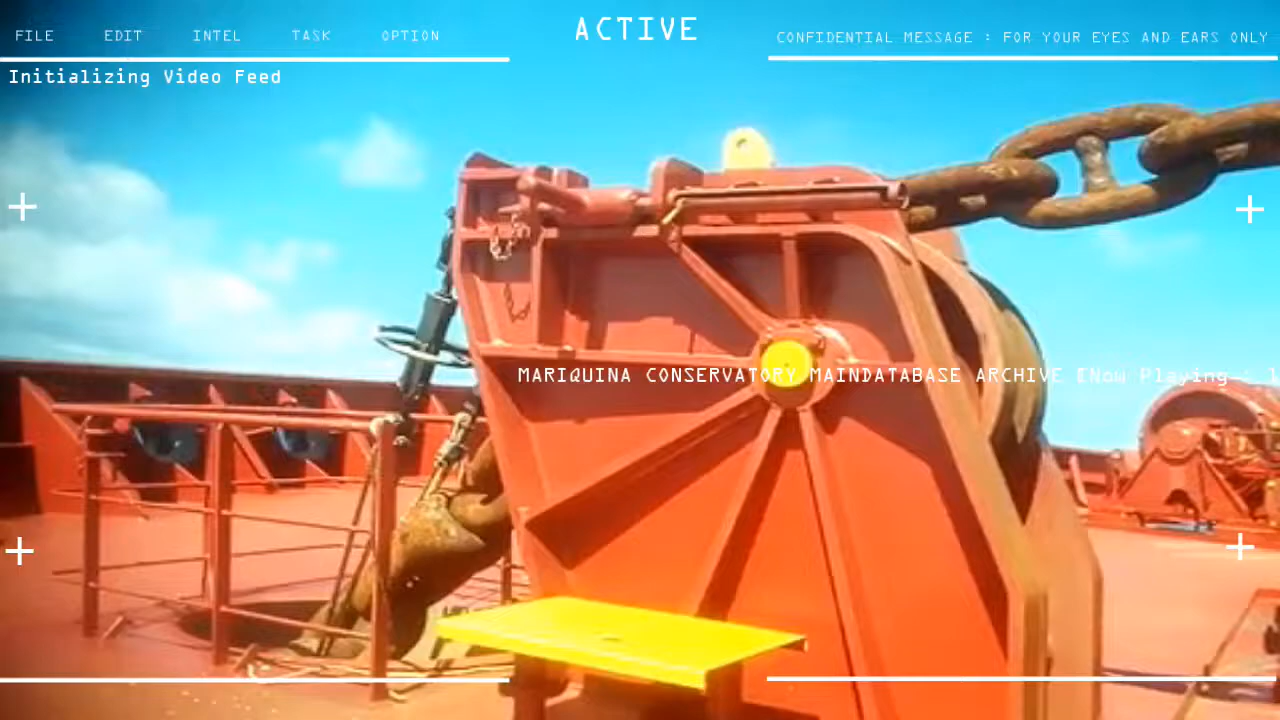 FILE EDIT INTEL TASK OPTION
ACTIVE
CONFIDENTIAL MESSAGE : FOR YOUR EYES AND EARS ONLY
Initializing Video Feed
MARIQUINA CONSERVATORY MAINDATABASE ARCHIVE [Now Playing :